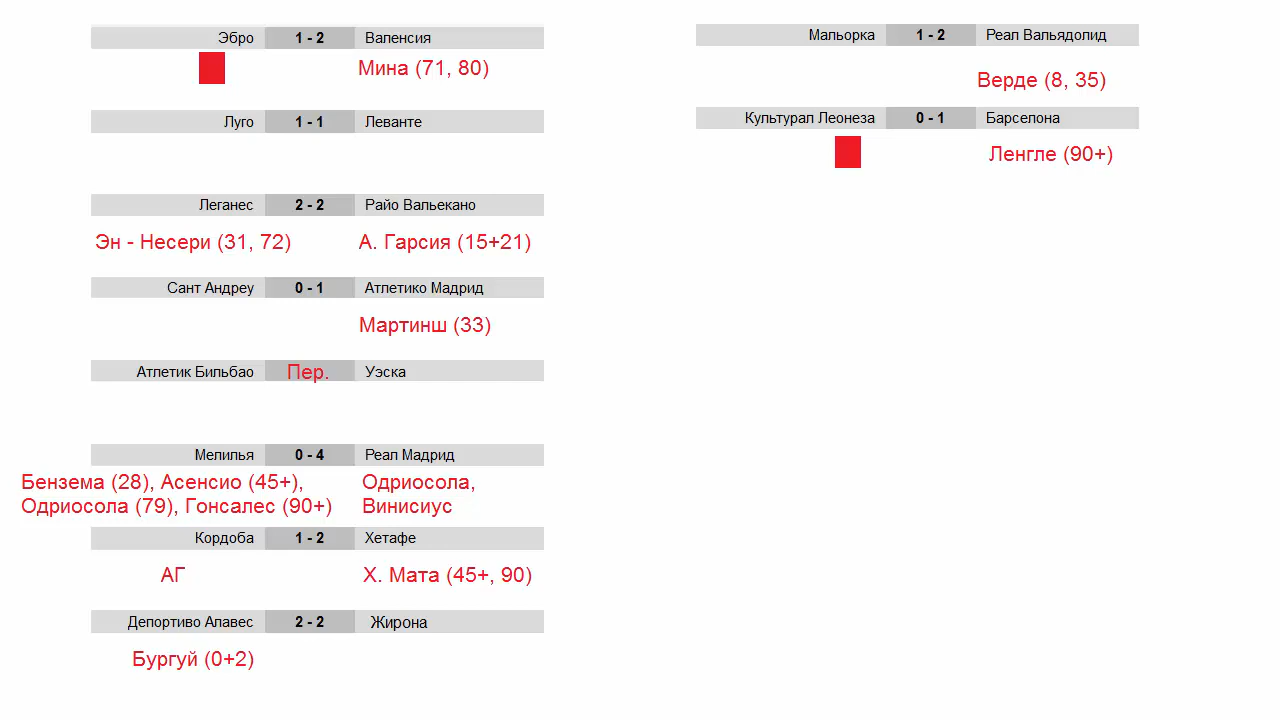 Эбро 1 - 2 Валенсия
Мина (71, 80)
Луго 1 - 1 Леванте
Леганес 2 - 2 Райо Вальекано
Эн - Несери (31, 72) А. Гарсия (15+21)
Сант Андреу 0 - 1 Атлетико Мадрид
Мартинш (33)
Атлетик Бильбао Пер. Уэска
Мелилья 0 - 4 Реал Мадрид
Бензема (28), Асенсио (45+), Одриосола,
Одриосола (79), Гонсалес (90+) Винисиус
Кордоба 1 - 2 Хетафе
АГ Х. Мата (45+, 90)
Депортиво Алавес 2 - 2 Жирона
Бургуй (0+2)
Мальорка 1 - 2 Реал Вальядолид
Верде (8, 35)
Культурал Леонеза 0 - 1 Барселона
Ленгле (90+)